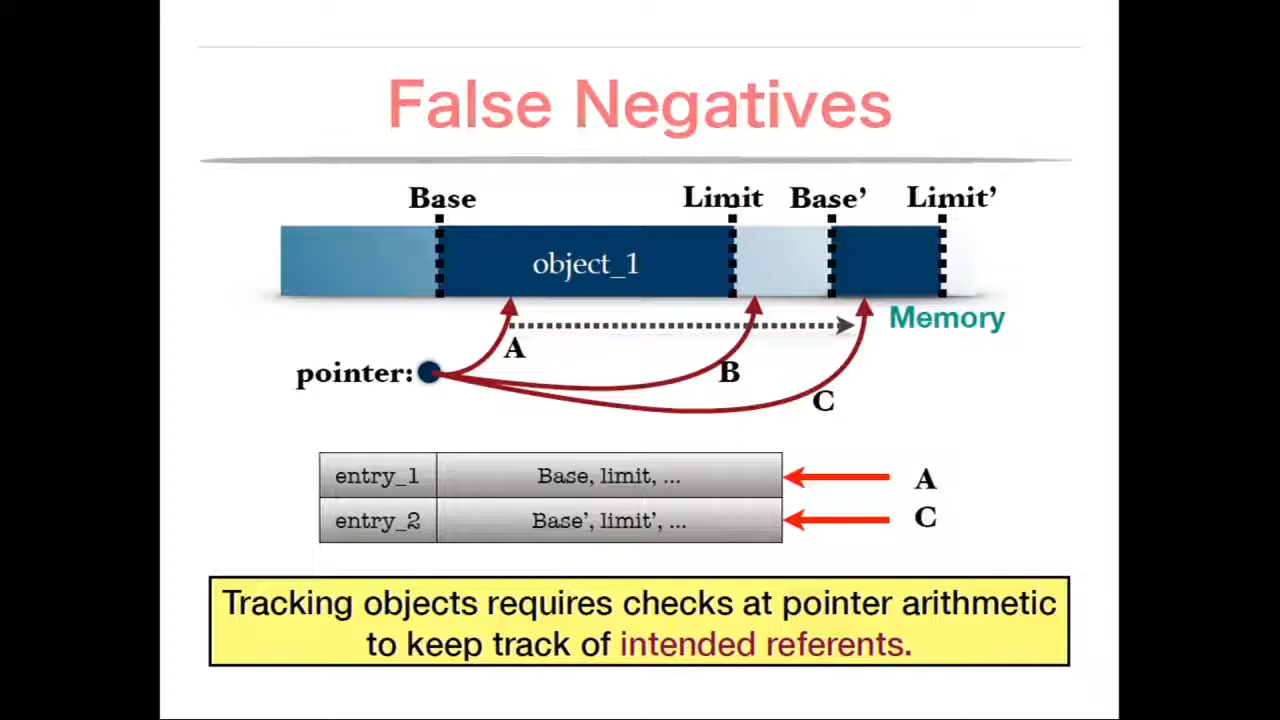 False Negatives
Base Limit Base’ Limit’
object_1
Memory
A
pointer:
B
C
entry_1 Base, limit, ... A
entry_2 Base’, limit’, ... C
Tracking objects requires checks at pointer arithmetic
to keep track of intended referents.